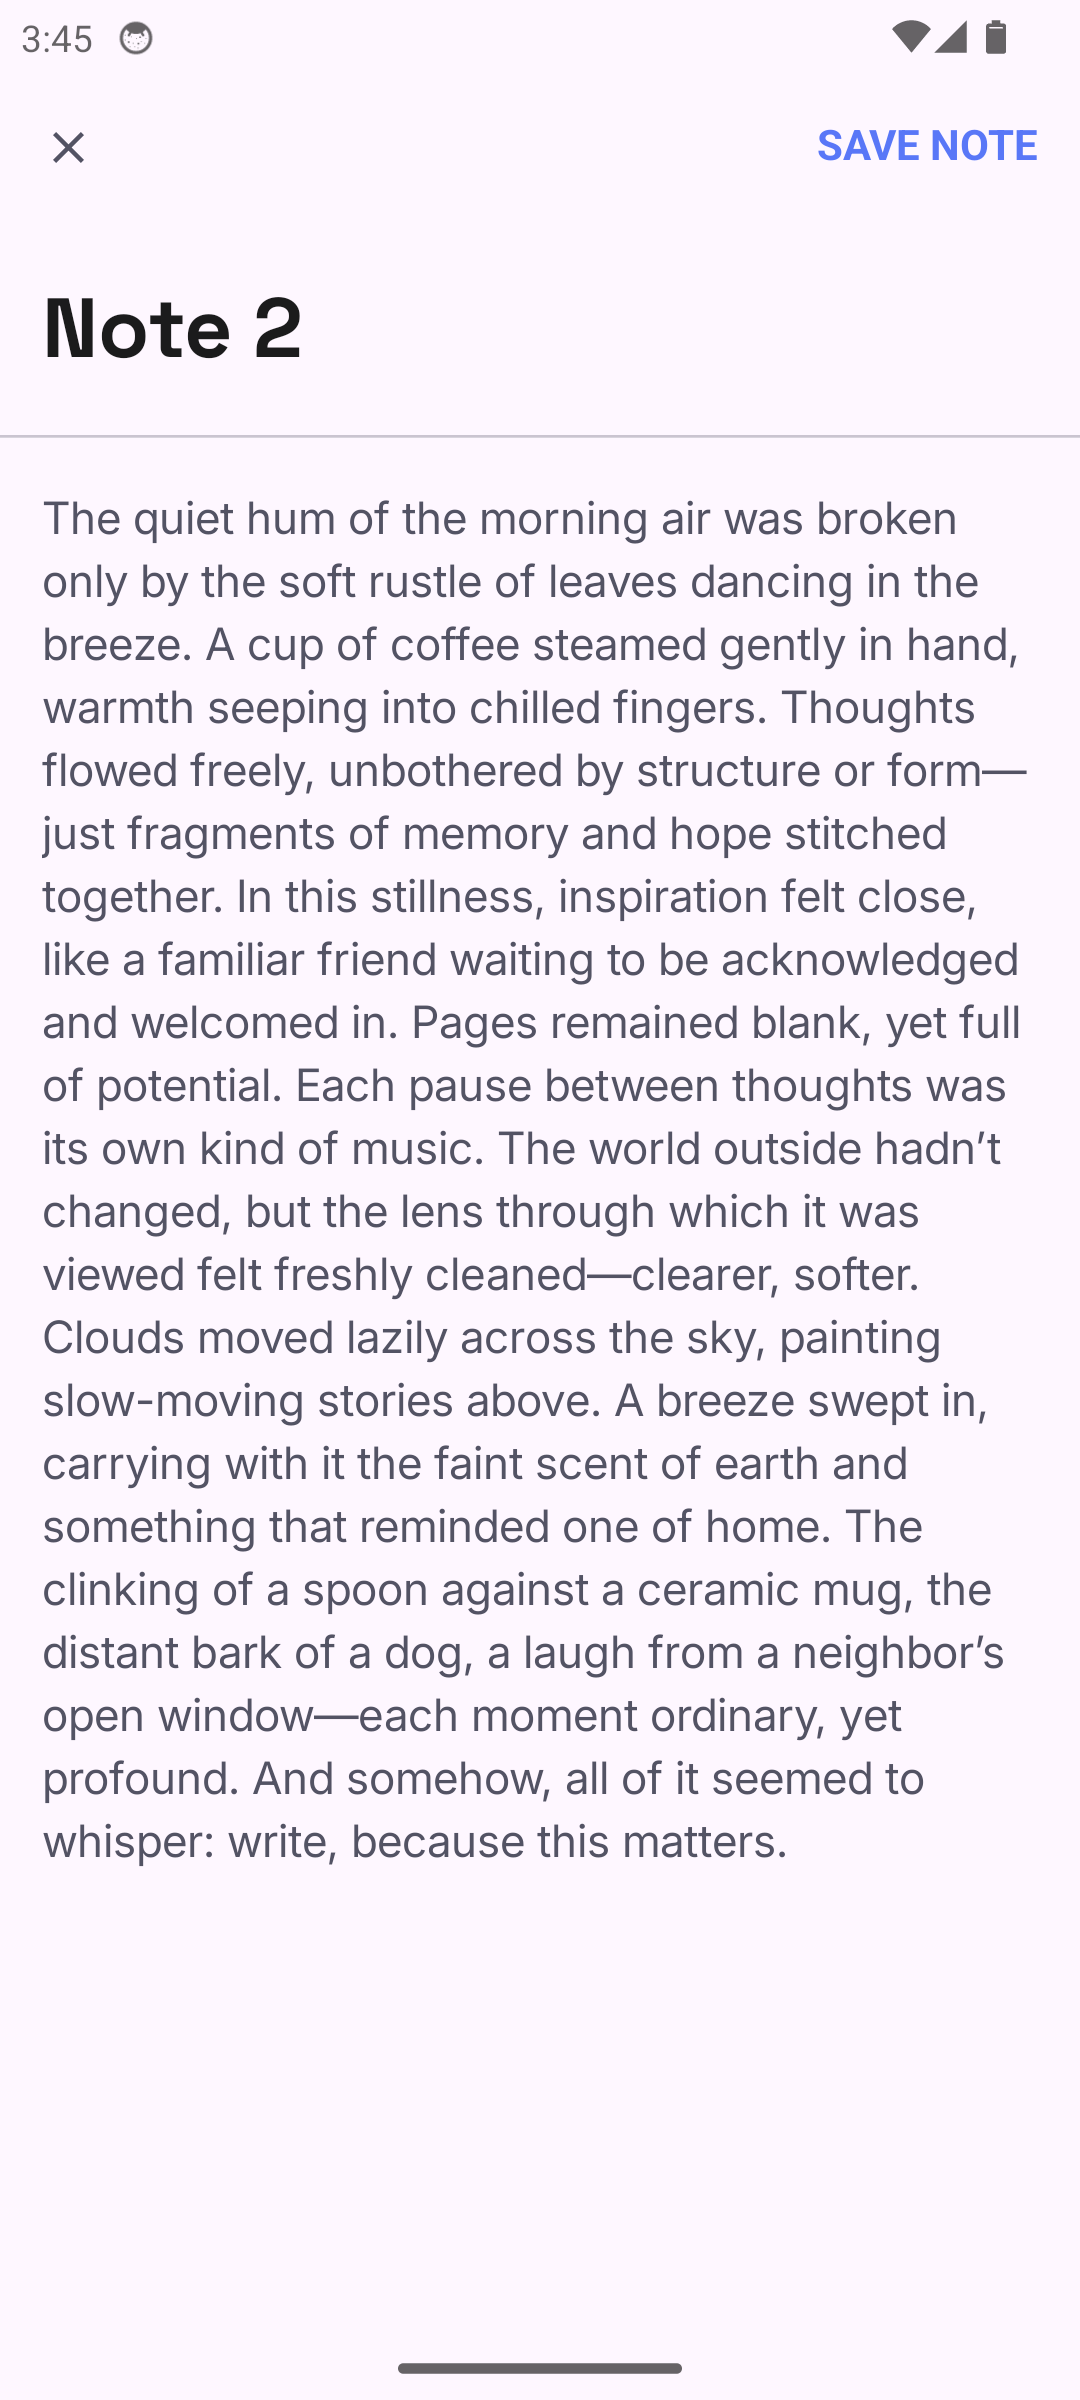 3:45
SAVE NOTE
Note 2
The quiet hum of the morning air was broken
only by the soft rustle of leaves dancing in the
breeze. A cup of coffee steamed gently in hand,
warmth seeping into chilled fingers. Thoughts
flowed freely, unbothered by structure or form—
just fragments of memory and hope stitched
together. In this stillness, inspiration felt close,
like a familiar friend waiting to be acknowledged
and welcomed in. Pages remained blank, yet full
of potential. Each pause between thoughts was
its own kind of music. The world outside hadn’t
changed, but the lens through which it was
viewed felt freshly cleaned—clearer, softer.
Clouds moved lazily across the sky, painting
slow-moving stories above. A breeze swept in,
carrying with it the faint scent of earth and
something that reminded one of home. The
clinking of a spoon against a ceramic mug, the
distant bark of a dog, a laugh from a neighbor’s
open window—each moment ordinary, yet
profound. And somehow, all of it seemed to
whisper: write, because this matters.